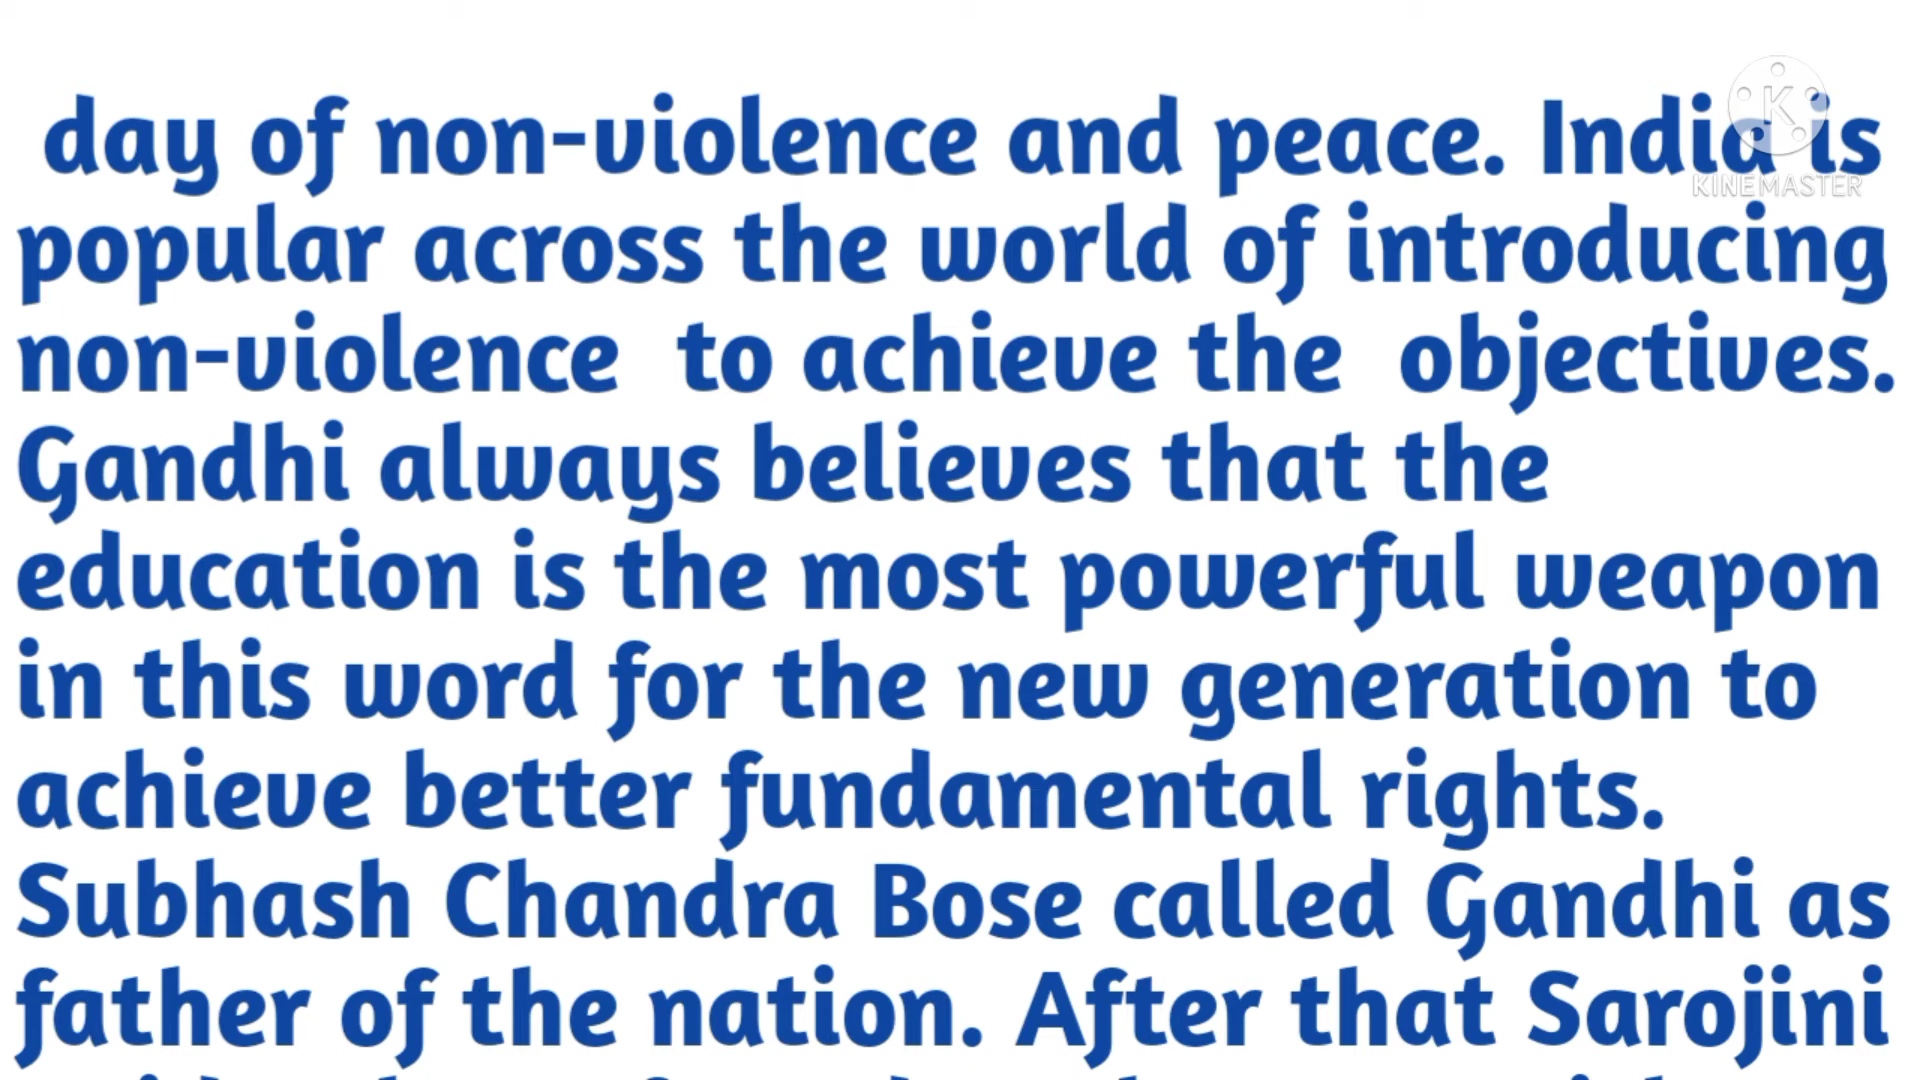 day of non-violence and peace. India is
KINEMASTER
popular across the world of introducing
non-violence to achieve the objectives.
Gandhi always believes that the
education is the most powerful weapon
in this word for the new generation to
achieve better fundamental rights.
Subhash Chandra Bose called Gandhi as
father of the nation. After that Sarojini